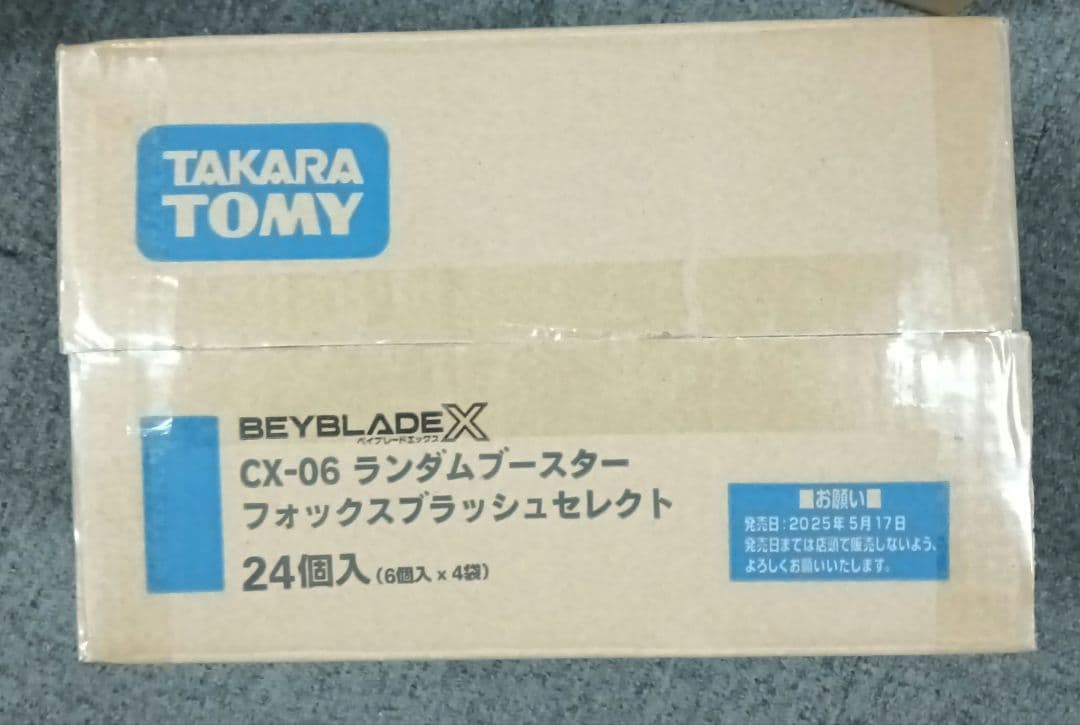 TAKARA
TOMY
BEYBLADE X
ベイブレードエックス
CX-06 ランダムブースター
フォックスブラッシュセレクト
24個入(6個入×4袋)
■お願い■
発売日:2025年5月17日
発売日までは店頭で販売しないよう、
よろしくお願いいたします。